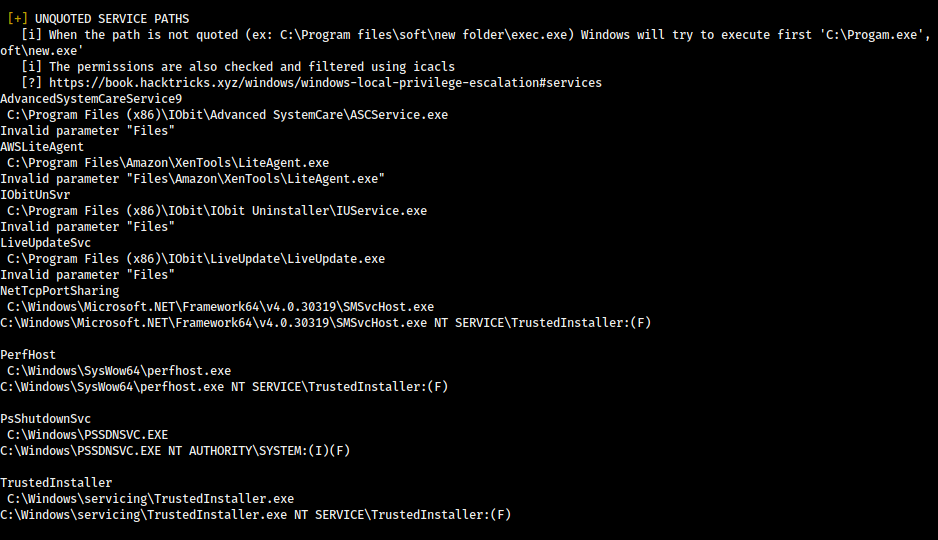 [+] UNQUOTED SERVICE PATHS
[i] When the path is not quoted (ex: C:\Program files\soft\new folder\exec.exe) Windows will try to execute first 'C:\Progam.exe',
oft\new.exe'
[i] The permissions are also checked and filtered using icacls
[?] https://book.hacktricks.xyz/windows/windows-local-privilege-escalation#services
AdvancedSystemCareService9
C:\Program Files (x86)\IObit\Advanced SystemCare\ASCService.exe
Invalid parameter "Files"
AWSLiteAgent
C:\Program Files\Amazon\XenTools\LiteAgent.exe
Invalid parameter "Files\Amazon\XenTools\LiteAgent.exe"
IObitUnSvr
C:\Program Files (x86)\IObit\IObit Uninstaller\IUService.exe
Invalid parameter "Files"
LiveUpdateSvc
C:\Program Files (x86)\IObit\LiveUpdate\LiveUpdate.exe
Invalid parameter "Files"
NetTcpPortSharing
C:\Windows\Microsoft.NET\Framework64\v4.0.30319\SMSvcHost.exe
C:\Windows\Microsoft.NET\Framework64\v4.0.30319\SMSvcHost.exe NT SERVICE\TrustedInstaller:(F)
PerfHost
C:\Windows\SysWow64\perfhost.exe
C:\Windows\SysWow64\perfhost.exe NT SERVICE\TrustedInstaller:(F)
PsShutdownSvc
C:\Windows\PSSDNSVC.EXE
C:\Windows\PSSDNSVC.EXE NT AUTHORITY\SYSTEM:(I)(F)
TrustedInstaller
C:\Windows\servicing\TrustedInstaller.exe
C:\Windows\servicing\TrustedInstaller.exe NT SERVICE\TrustedInstaller:(F)